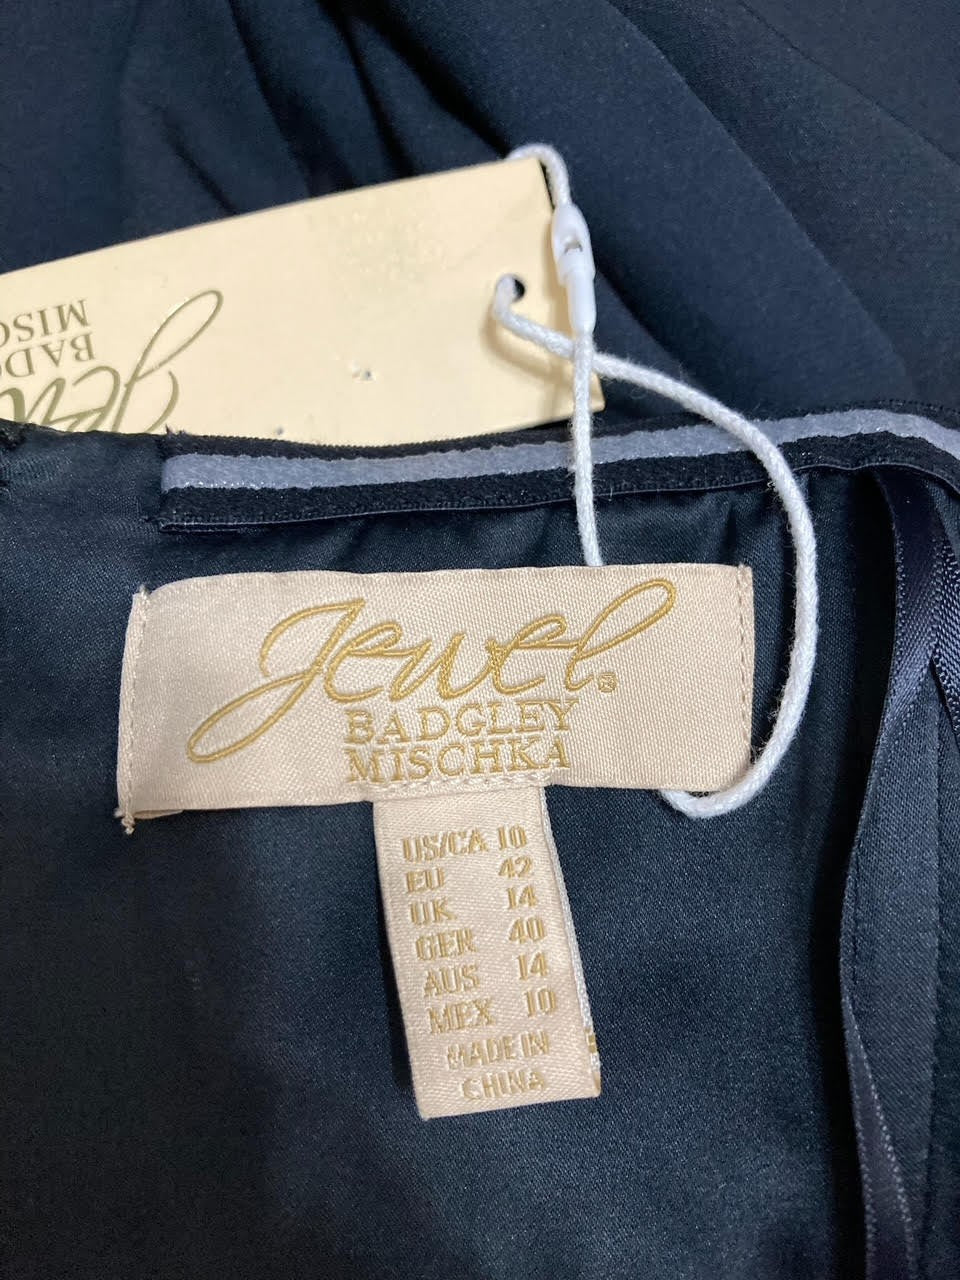 Jewel®
BADGLEY
MISCHKA
US/CA 10
EU 42
UK 14
GER 40
AUS 14
MEX 10
MADE IN
CHINA